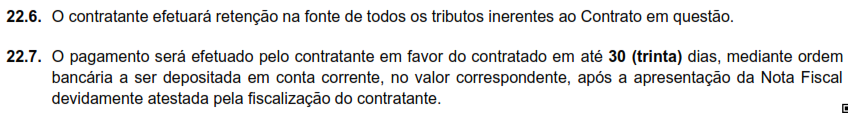 22.6. O contratante efetuará retenção na fonte de todos os tributos inerentes ao Contrato em questão.
22.7. O pagamento será efetuado pelo contratante em favor do contratado em até 30 (trinta) dias, mediante ordem
bancária a ser depositada em conta corrente, no valor correspondente, após a apresentação da Nota Fiscal
devidamente atestada pela fiscalização do contratante.